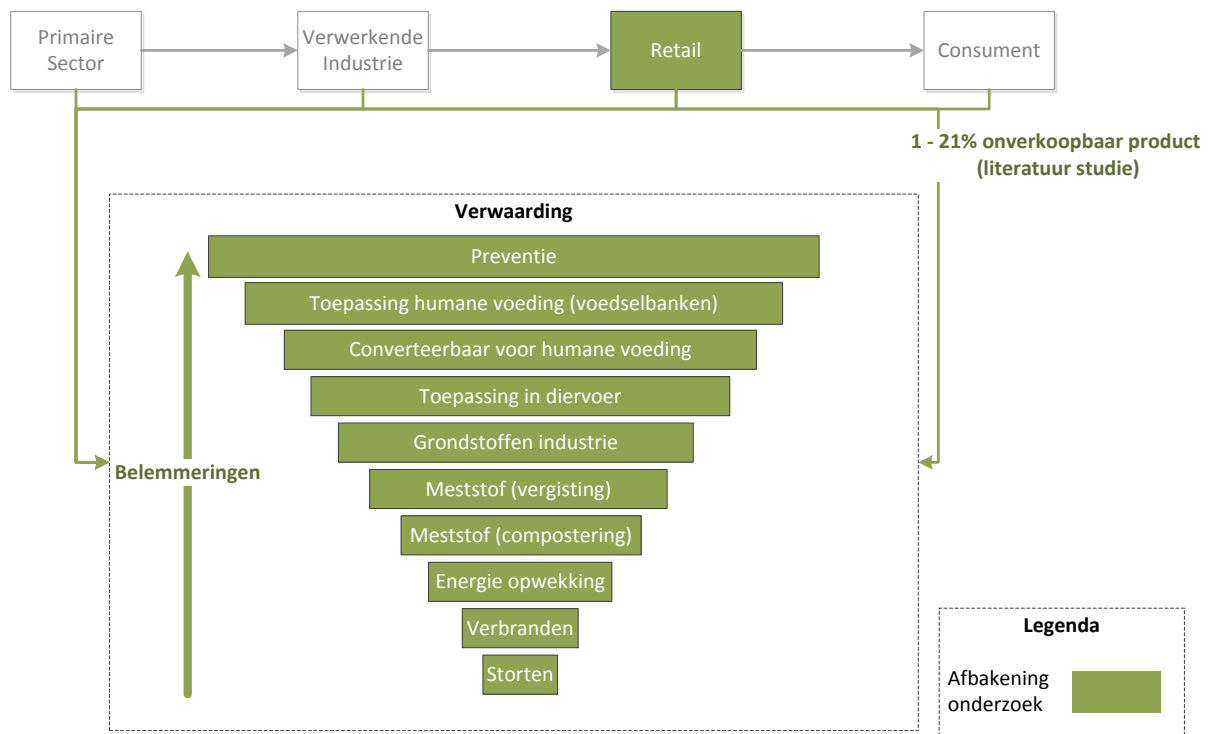 Primaire
Sector
Verwerkende
Industrie
Retail
Consument
1 - 21% onverkoopbaar product
(literatuur studie)
Verwaarding
Preventie
Toepassing humane voeding (voedselbanken)
Converteerbaar voor humane voeding
Toepassing in diervoer
Grondstoffen industrie
Belemmeringen
Meststof (vergisting)
Meststof (compostering)
Energie opwekking
Verbranden
Storten
Legenda
Afbakening
onderzoek